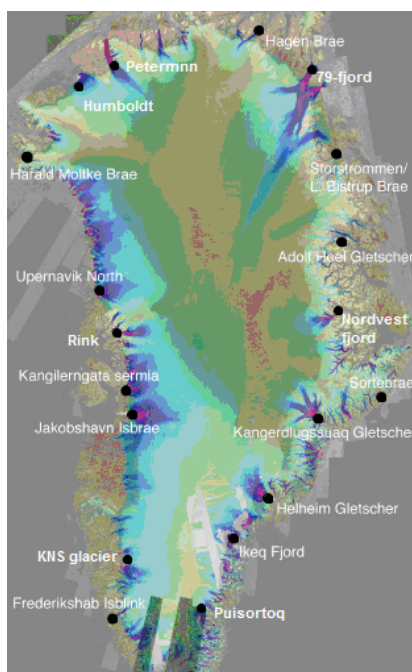 Hagen Brae
Petermnn
79-fjord
Humboldt
Harald Moltke Brae
Storstrommen/
L. Bistrup Brae
Adolf Huel Gletscher
Upernavik North
Nordvest
fjord
Rink
Kangilerngata sermia
Sortebrae
Jakobshavn Isbrae
Kangerdlugssuaq Gletscher
Helheim Gletscher
Ikeq Fjord
KNS glacier
Frederikshab Isblink
Puisortoq